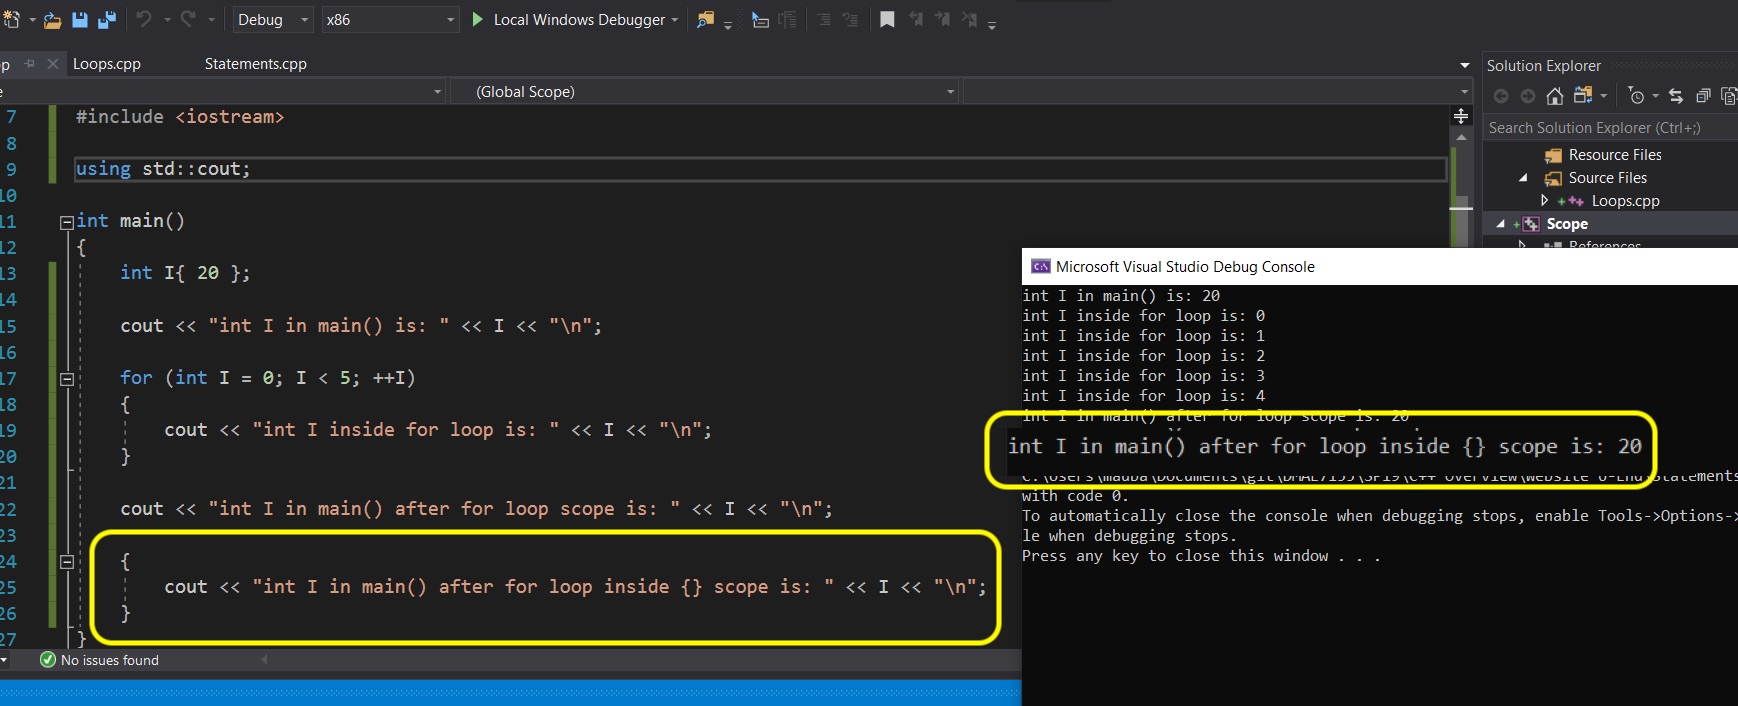 Debug
x86
Local Windows Debugger
Loops.cpp
Statements.cpp
(Global Scope)
7 #include <iostream>
8
9 using std::cout;
10
11 int main()
12 {
13 int I{ 20 };
14
15 cout << "int I in main() is: " << I << "\n";
16
17 for (int I = 0; I < 5; ++I)
18 {
19 cout << "int I inside for loop is: " << I << "\n";
20 }
21
22 cout << "int I in main() after for loop scope is: " << I << "\n";
23
24 {
25 cout << "int I in main() after for loop inside {} scope is: " << I << "\n";
26 }
27 }
No issues found
Solution Explorer
Search Solution Explorer (Ctrl+;)
Resource Files
Source Files
Loops.cpp
Scope
References
Microsoft Visual Studio Debug Console
int I in main() is: 20
int I inside for loop is: 0
int I inside for loop is: 1
int I inside for loop is: 2
int I inside for loop is: 3
int I inside for loop is: 4
int I in main() after for loop scope is: 20
int I in main() after for loop inside {} scope is: 20
with code 0.
To automatically close the console when debugging stops, enable Tools->Options->
le when debugging stops.
Press any key to close this window . . .